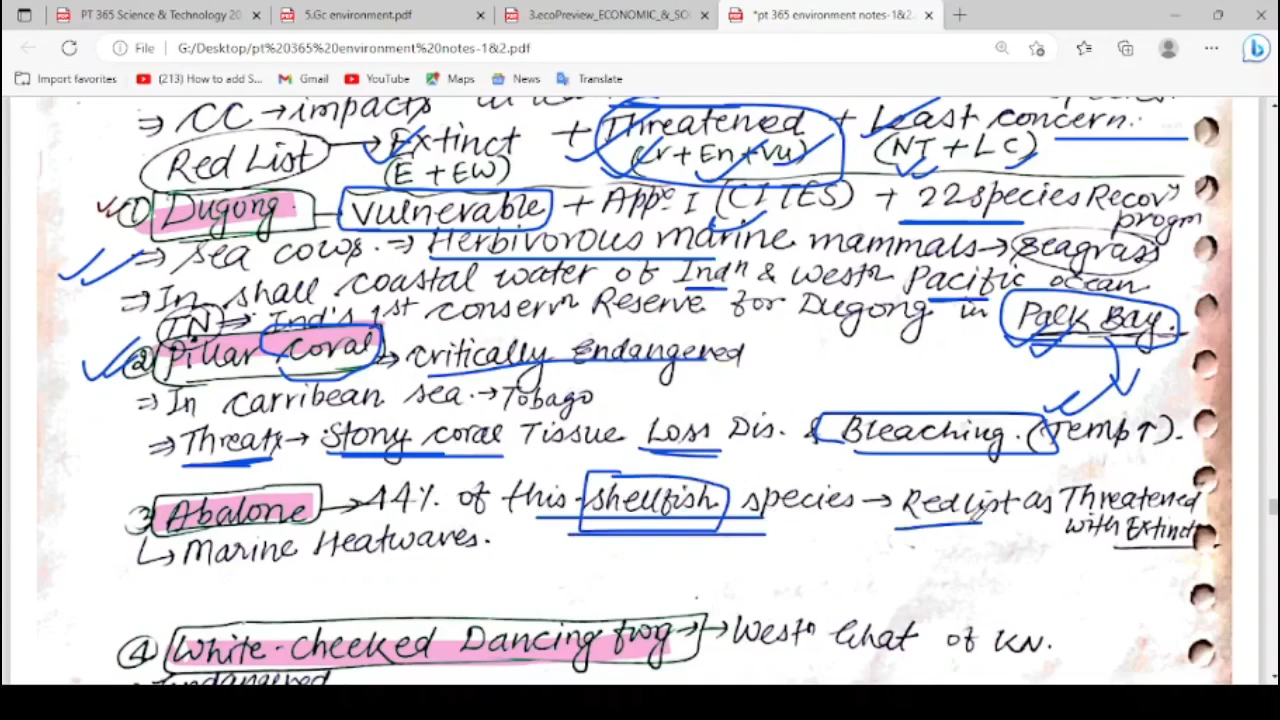 PT 365 Science & Technology 20
5.Gc environment.pdf
3.ecoPreview_ECONOMIC_&_SO
*pt 365 environment notes-1&2.
File
G:/Desktop/pt%20365%20environment%20notes-1&2.pdf
Import favorites
(213) How to add S...
Gmail
YouTube
Maps
News
Translate
⇒ CC → impacts
Red List → Extinct + Threatened + Least concern.
(E + EW) (Cr + En + Vu) (NT + LC)
① Dugong - Vulnerable + Appe I (CITES) + 22 species Recov
progm
⇒ sea cows. ⇒ Herbivorous marine mammals → seagrass
⇒ In shall coastal water of Indn & westn Pacific ocean
TN ⇒ Ind's 1st conservn Reserve for Dugong in Palk Bay.
② Pillar coral → critically Endangered
⇒ In carribean sea. → Tobago
⇒ Threats → Stony coral Tissue Loss Dis. & Bleaching. (Temp↑).
③ Abalone → 44% of this shellfish species → Red list as Threatened
with Extinct
↳ Marine Heatwaves.
④ White-cheeked Dancing frog → Westn Ghat of KN.
Endangered